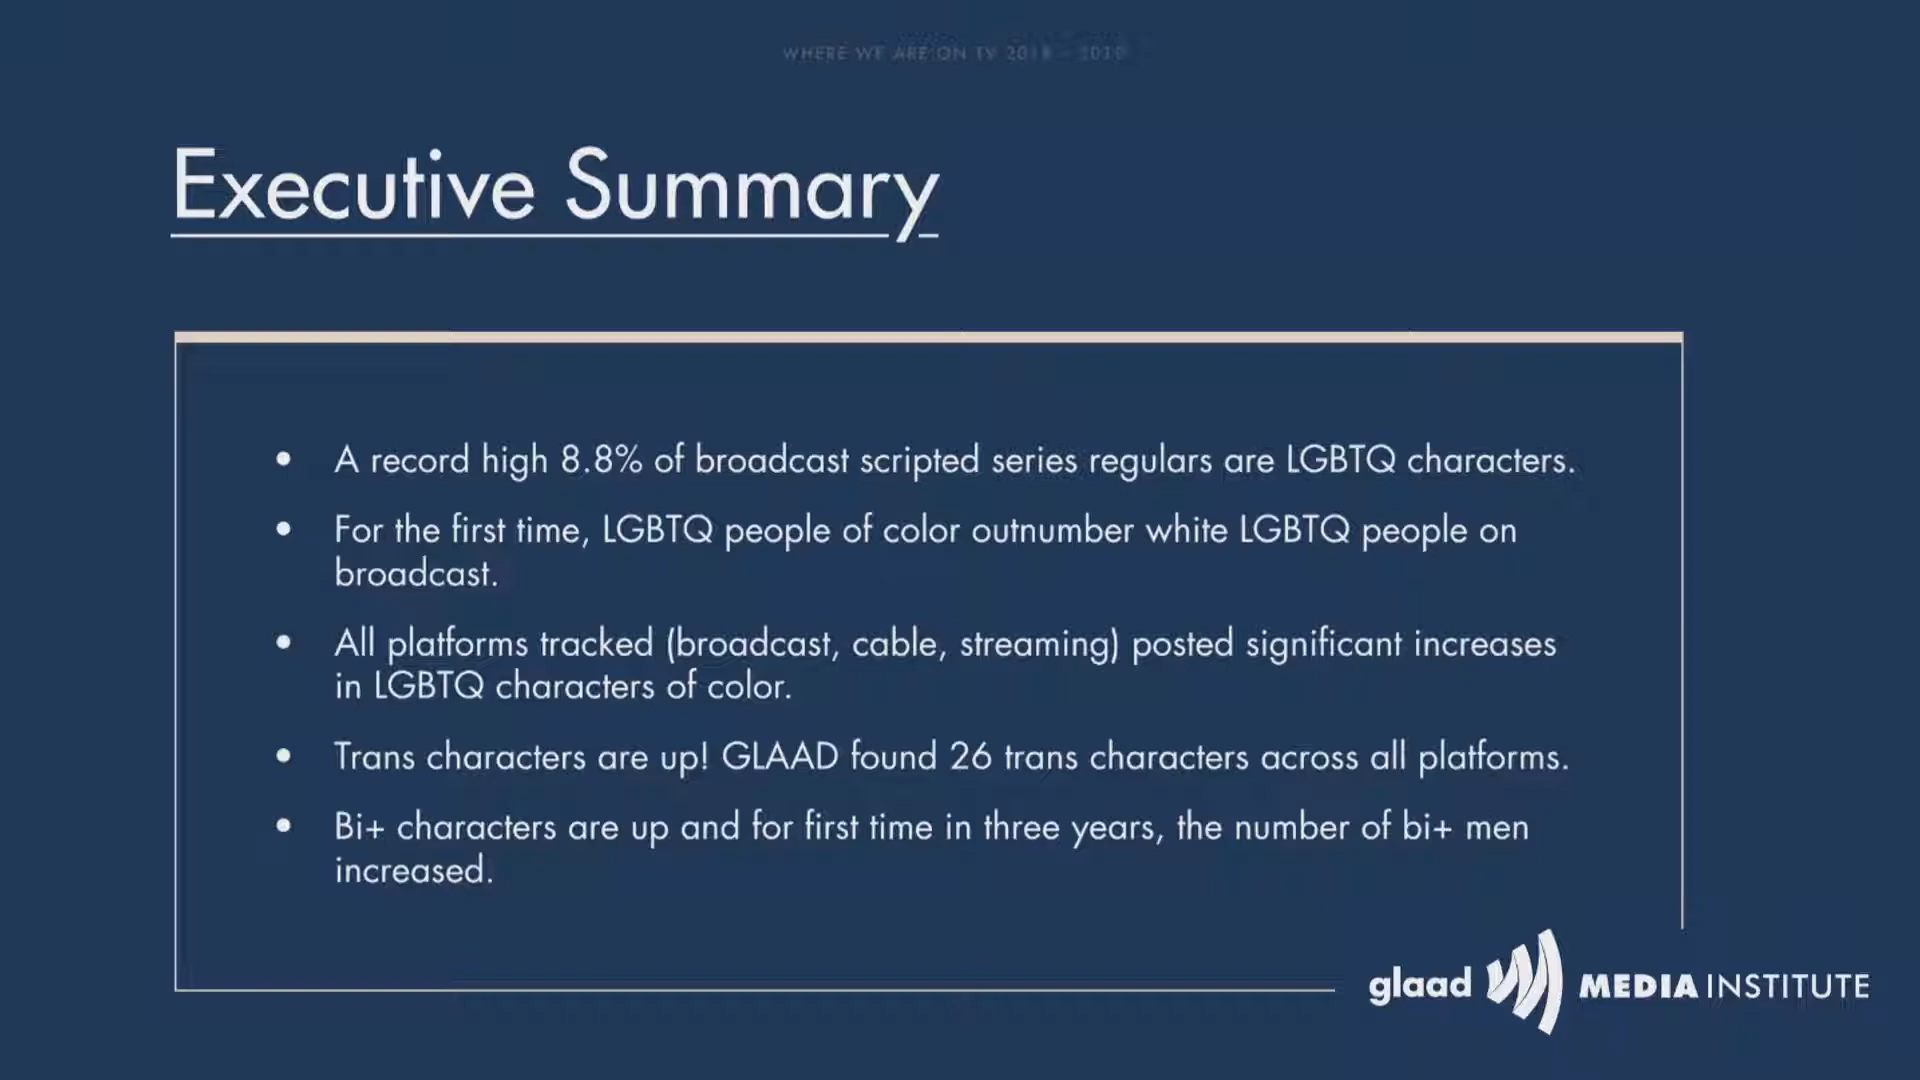 WHERE WE ARE ON TV 2018 – 2019
Executive Summary
• A record high 8.8% of broadcast scripted series regulars are LGBTQ characters.
• For the first time, LGBTQ people of color outnumber white LGBTQ people on
broadcast.
• All platforms tracked (broadcast, cable, streaming) posted significant increases
in LGBTQ characters of color.
• Trans characters are up! GLAAD found 26 trans characters across all platforms.
• Bi+ characters are up and for first time in three years, the number of bi+ men
increased.
glaad MEDIA INSTITUTE